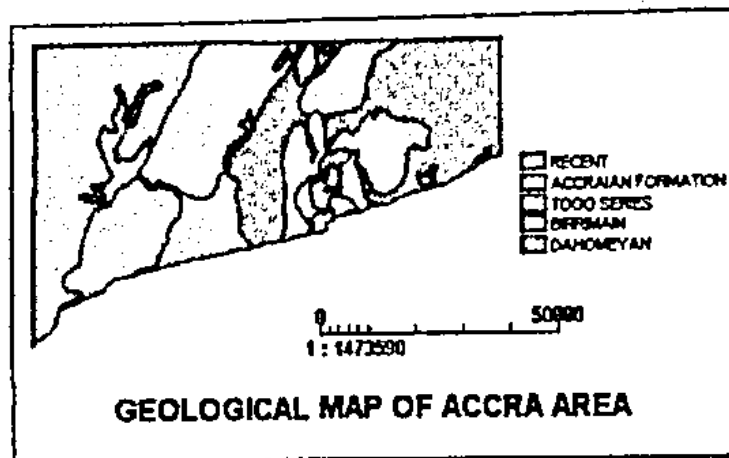 RECENT
ACCRAIAN FORMATION
TOGO SERIES
BIRRIMAIN
DAHOMEYAN
0 50000
1 : 1473590
GEOLOGICAL MAP OF ACCRA AREA